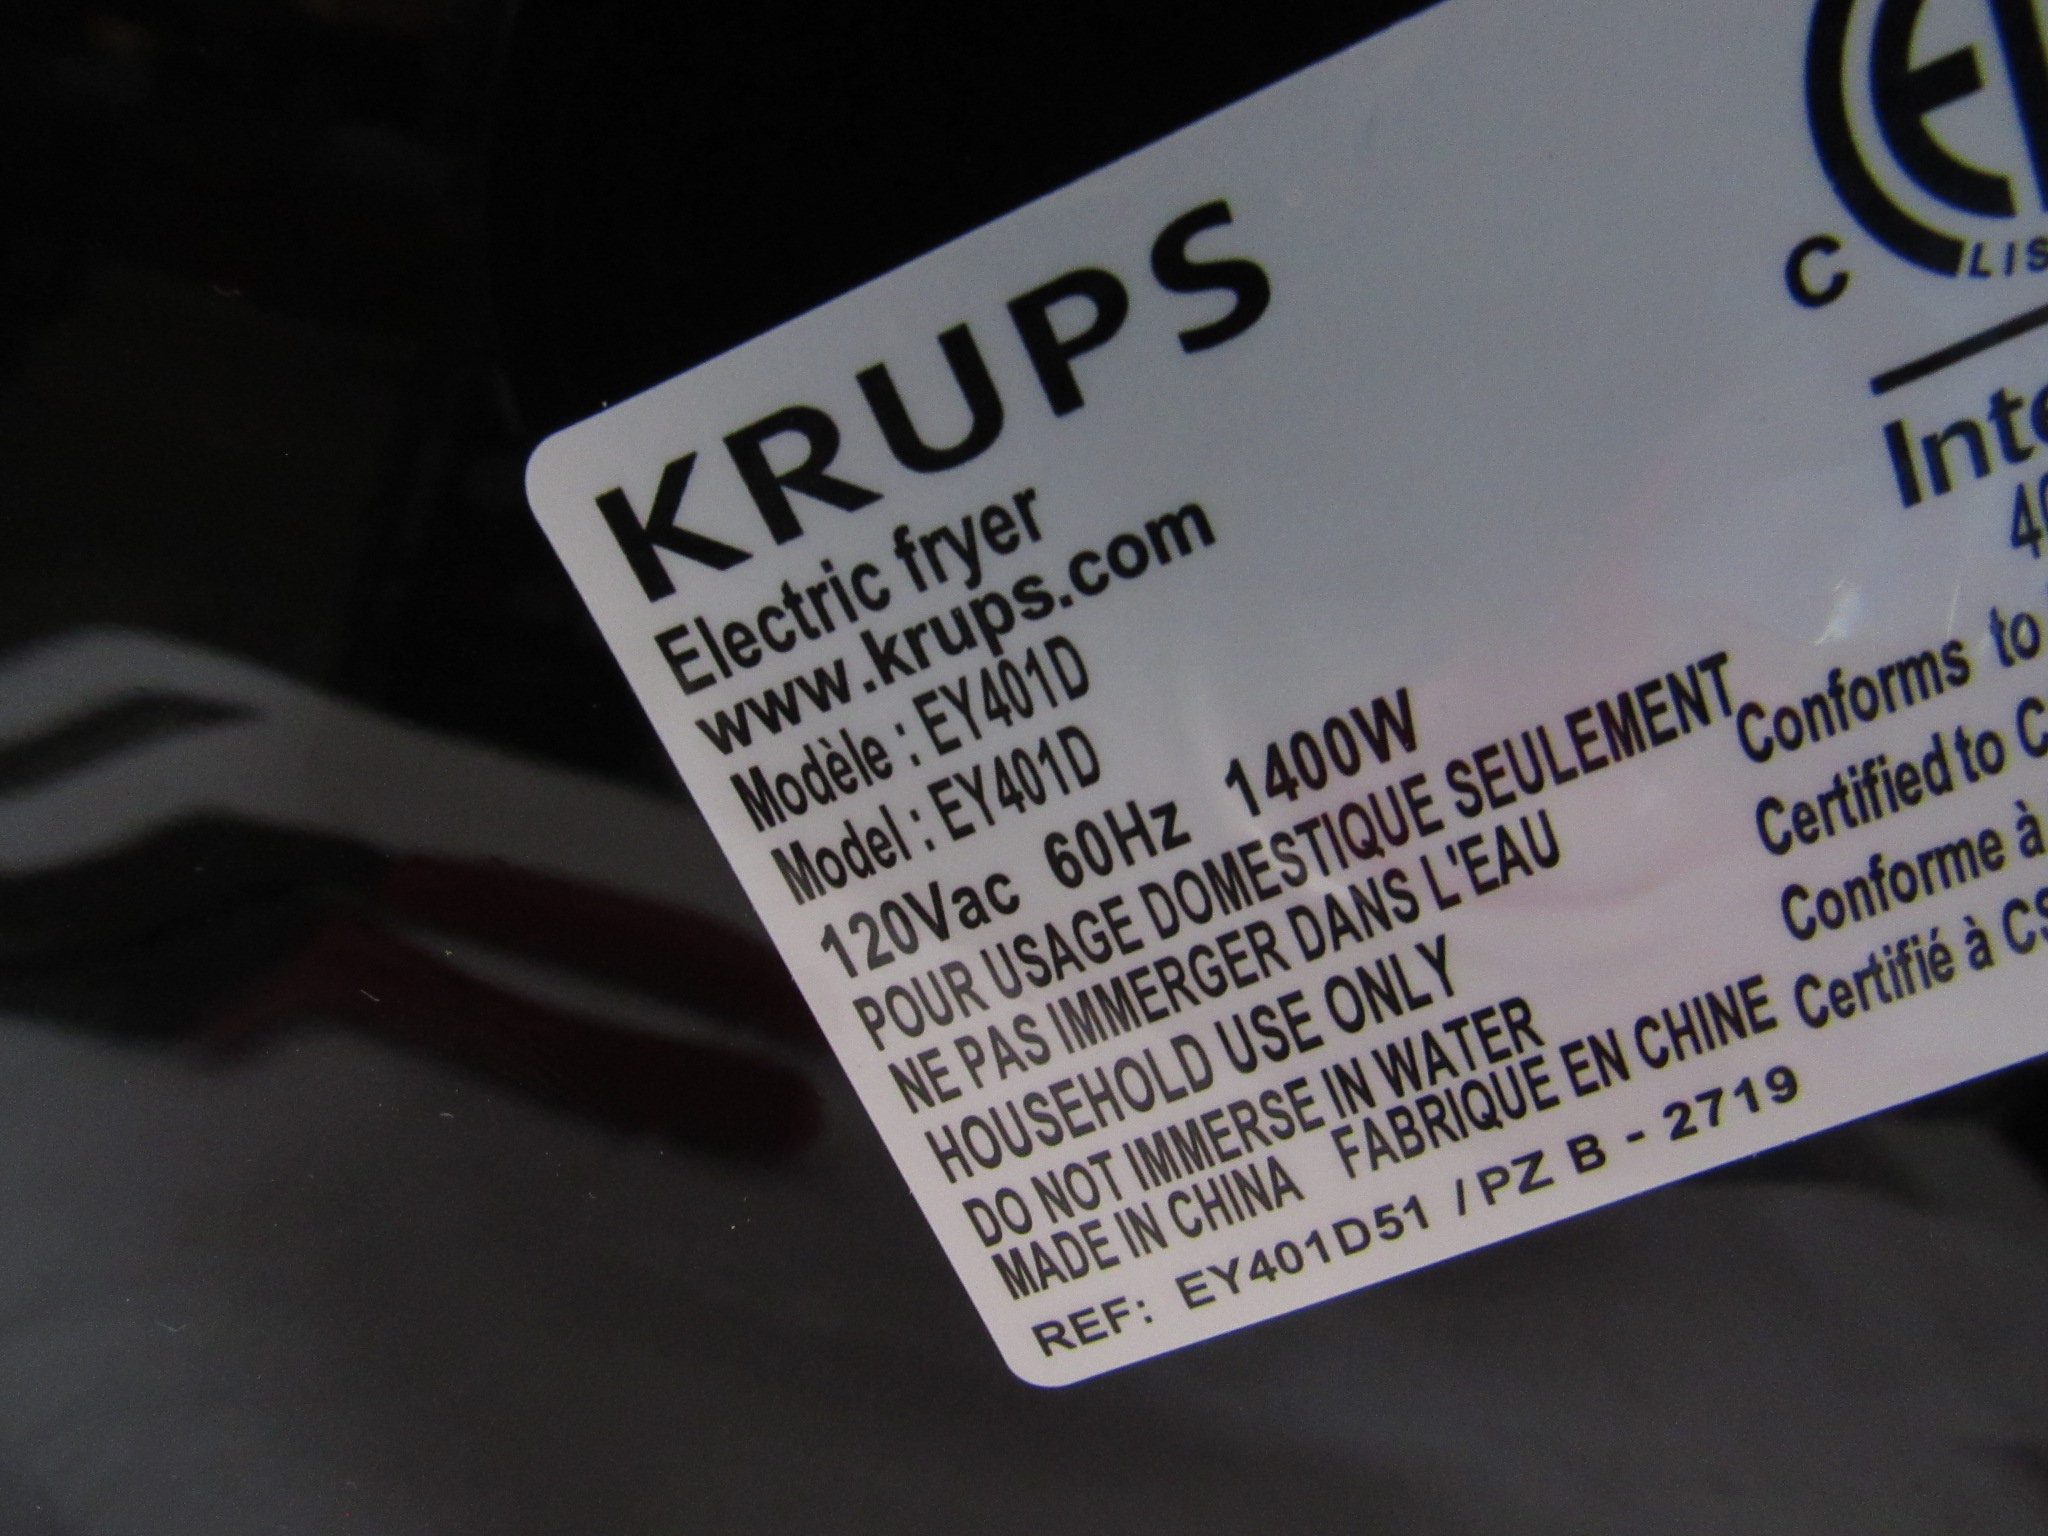 KRUPS
Electric fryer
www.krups.com
Modèle : EY401D
Model : EY401D
120Vac 60Hz 1400W
POUR USAGE DOMESTIQUE SEULEMENT
NE PAS IMMERGER DANS L'EAU
HOUSEHOLD USE ONLY
DO NOT IMMERSE IN WATER
MADE IN CHINA FABRIQUE EN CHINE
REF: EY401D51 / PZ B - 2719
C
Conforms to
Certified to
Conforme à
Certifié à